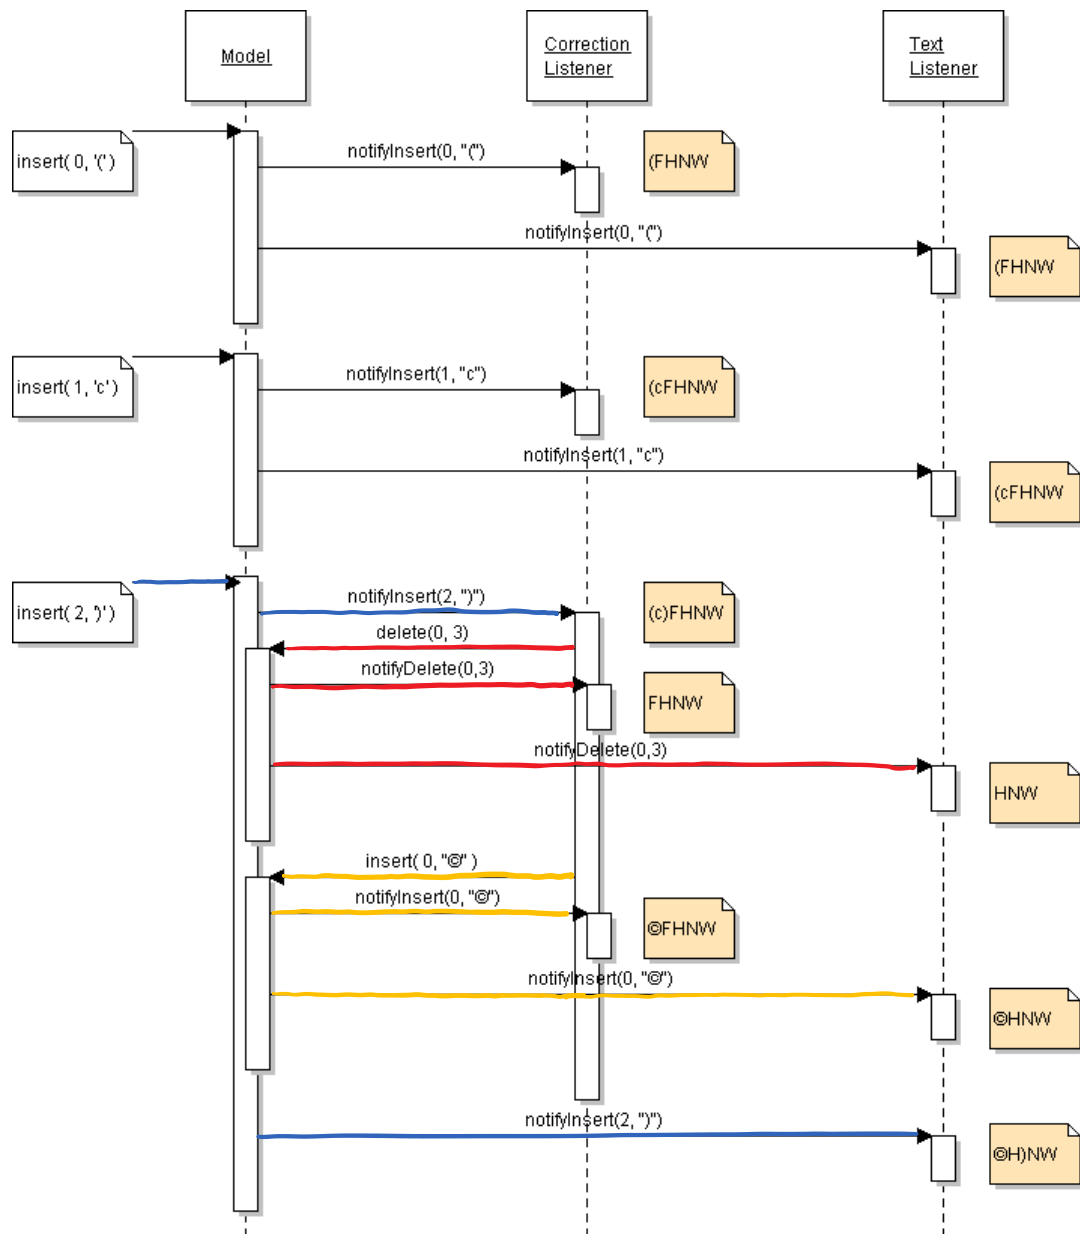 Model
Correction
Listener
Text
Listener
insert( 0, '(' )
notifyInsert(0, "(")
(FHNW
notifyInsert(0, "(")
(FHNW
insert( 1, 'c' )
notifyInsert(1, "c")
(cFHNW
notifyInsert(1, "c")
(cFHNW
insert( 2, ')' )
notifyInsert(2, ")")
(c)FHNW
delete(0, 3)
notifyDelete(0,3)
FHNW
notifyDelete(0,3)
HNW
insert( 0, "©" )
notifyInsert(0, "©")
©FHNW
notifyInsert(0, "©")
©HNW
notifyInsert(2, ")")
©H)NW